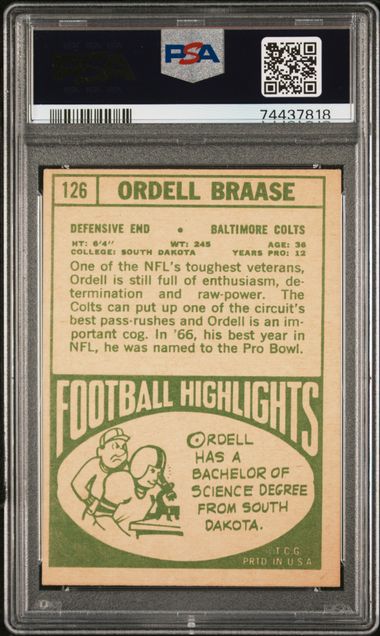 PSA
PSA
74437818
126 ORDELL BRAASE
DEFENSIVE END • BALTIMORE COLTS
HT: 6'4" WT: 245 AGE: 36
COLLEGE: SOUTH DAKOTA YEARS PRO: 12
One of the NFL's toughest veterans,
Ordell is still full of enthusiasm, de-
termination and raw-power. The
Colts can put up one of the circuit's
best pass-rushes and Ordell is an im-
portant cog. In '66, his best year in
NFL, he was named to the Pro Bowl.
FOOTBALL HIGHLIGHTS
ORDELL
HAS A
BACHELOR OF
SCIENCE DEGREE
FROM SOUTH
DAKOTA.
T.C.G.
PRTD IN U.S.A.